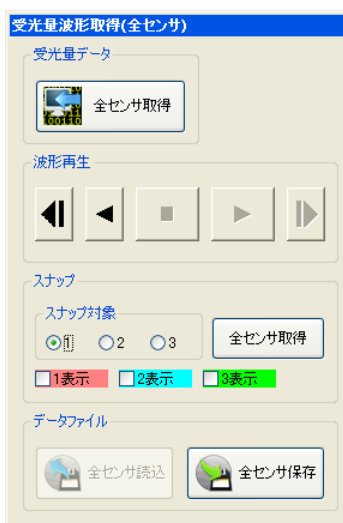 受光量波形取得(全センサ)
受光量データ
全センサ取得
波形再生
スナップ
スナップ対象
1 2 3
全センサ取得
1表示 2表示 3表示
データファイル
全センサ読込 全センサ保存